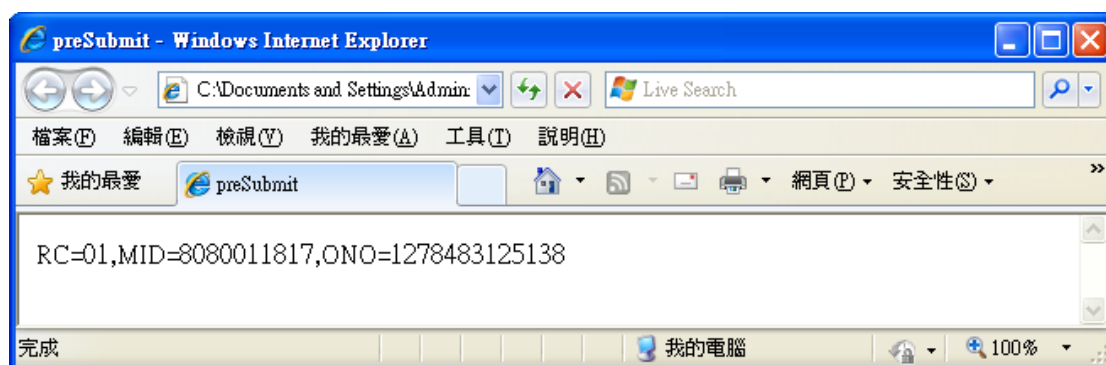 preSubmit - Windows Internet Explorer
C:\Documents and Settings\Admin: Live Search
檔案(F) 編輯(E) 檢視(V) 我的最愛(A) 工具(T) 說明(H)
我的最愛 preSubmit 網頁(P) 安全性(S) »
RC=01,MID=8080011817,ONO=1278483125138
完成 我的電腦 100%